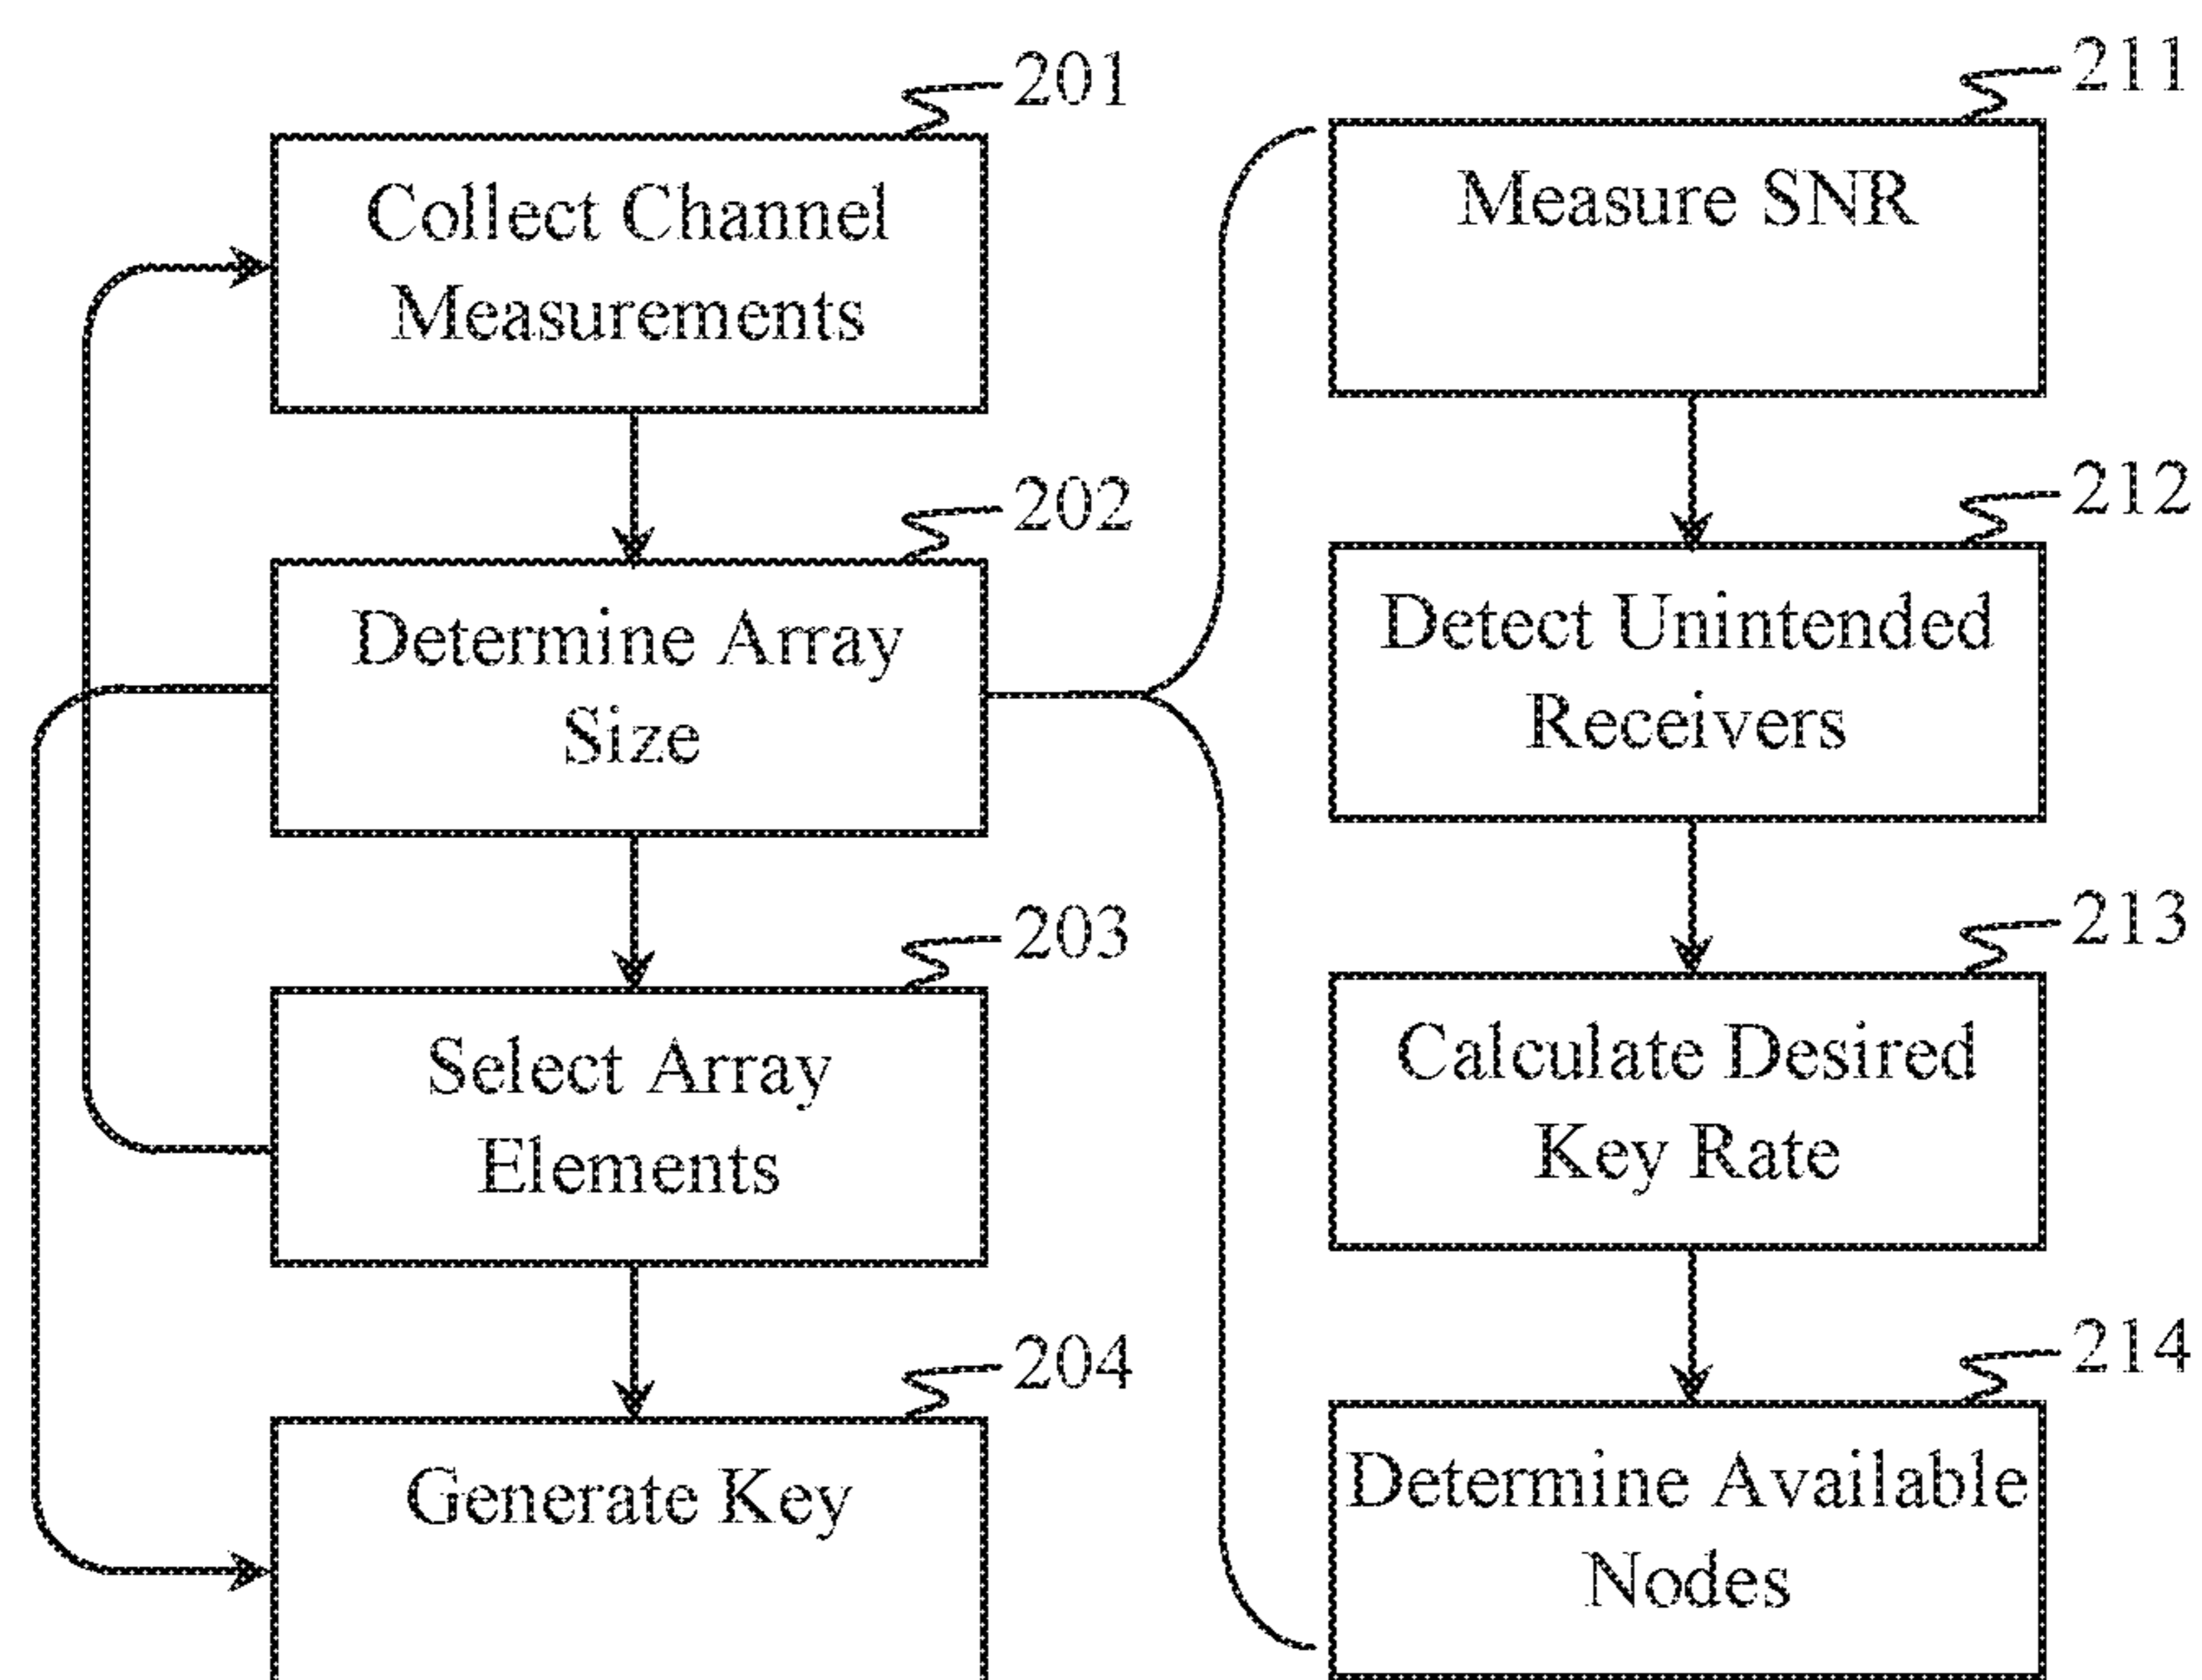 201
Collect Channel
Measurements
202
Determine Array
Size
203
Select Array
Elements
204
Generate Key
211
Measure SNR
212
Detect Unintended
Receivers
213
Calculate Desired
Key Rate
214
Determine Available
Nodes